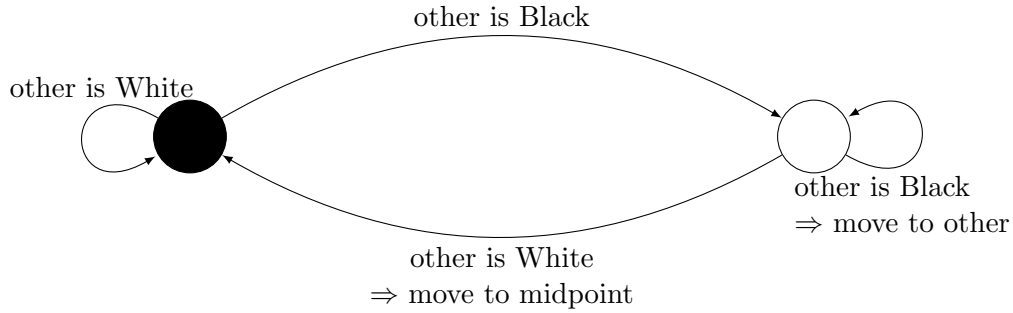 other is Black
other is White
other is Black
⇒ move to other
other is White
⇒ move to midpoint